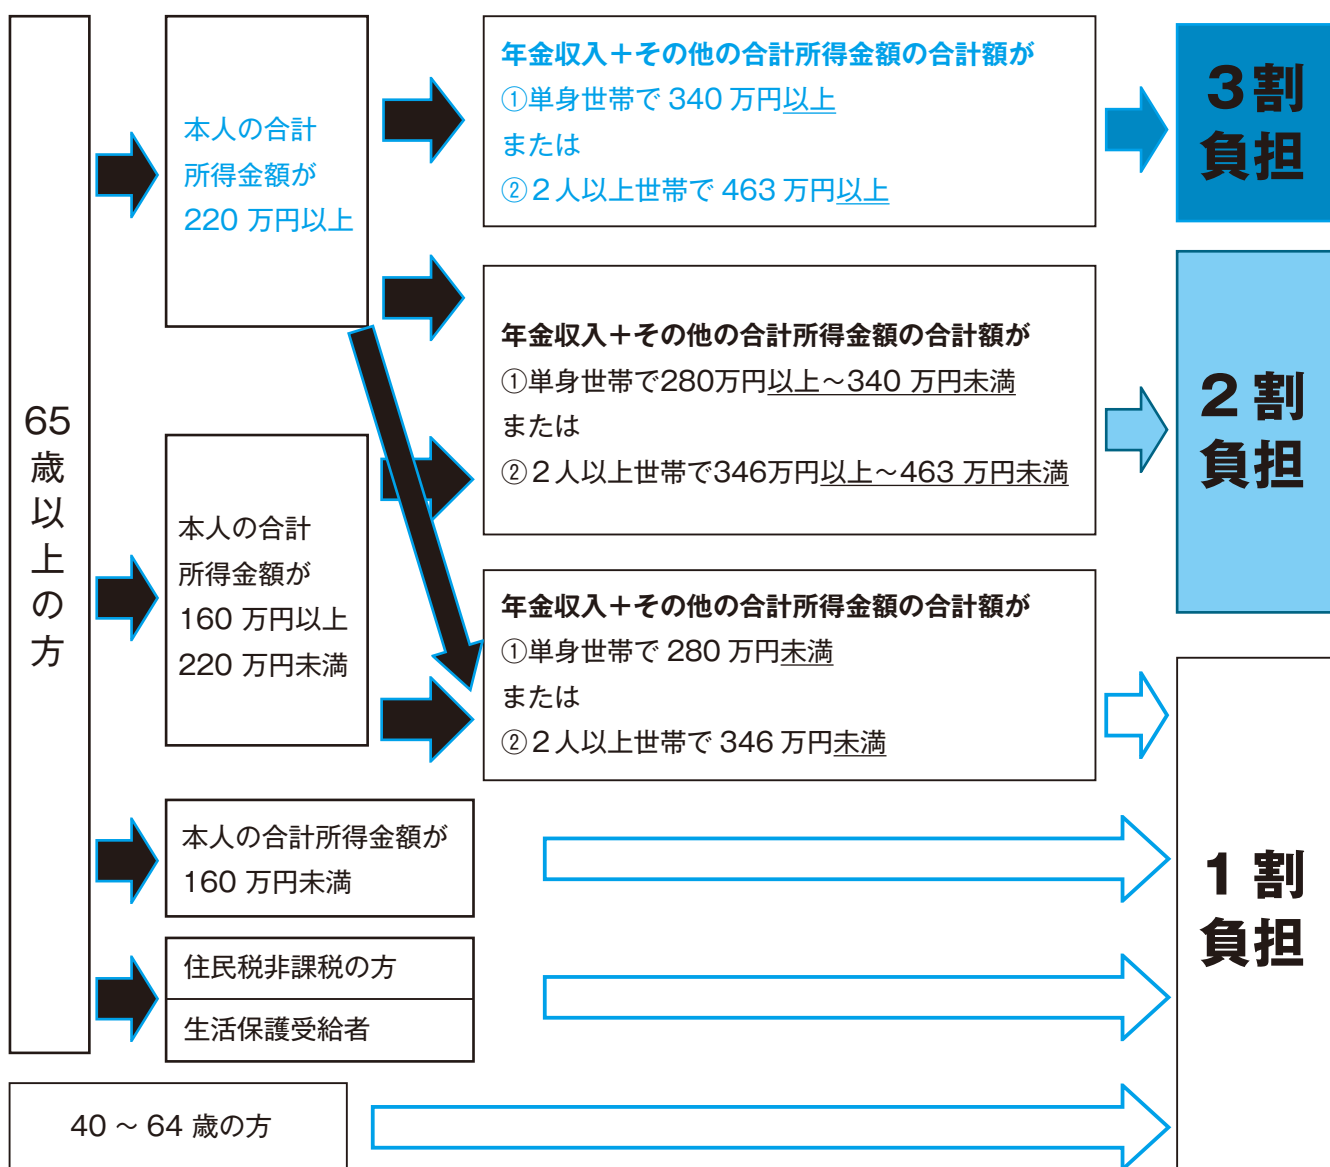 65歳以上の方
本人の合計
所得金額が
220 万円以上
年金収入＋その他の合計所得金額の合計額が
①単身世帯で 340 万円以上
または
②２人以上世帯で 463 万円以上
3割
負担
本人の合計
所得金額が
160 万円以上
220 万円未満
年金収入＋その他の合計所得金額の合計額が
①単身世帯で280万円以上～340 万円未満
または
②２人以上世帯で346万円以上～463 万円未満
2割
負担
年金収入＋その他の合計所得金額の合計額が
①単身世帯で 280 万円未満
または
②２人以上世帯で 346 万円未満
本人の合計所得金額が
160 万円未満
住民税非課税の方
生活保護受給者
40 ～ 64 歳の方
1割
負担